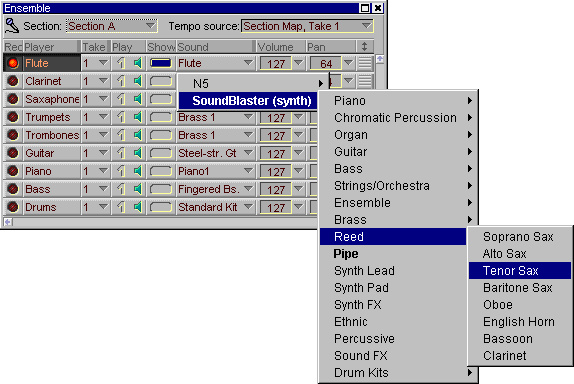 Ensemble
Section: Section A Tempo source: Section Map, Take 1
Rec Player Take Play Show Sound Volume Pan
Flute 1 Flute 127 64
Clarinet 1 N5
Saxophone 1 SoundBlaster (synth)
Trumpets 1 Brass 1 127
Trombones 1 Brass 1 127
Guitar 1 Steel-str. Gt 127
Piano 1 Piano1 127
Bass 1 Fingered Bs. 127
Drums 1 Standard Kit 127
Piano
Chromatic Percussion
Organ
Guitar
Bass
Strings/Orchestra
Ensemble
Brass
Reed
Pipe
Synth Lead
Synth Pad
Synth FX
Ethnic
Percussive
Sound FX
Drum Kits
Soprano Sax
Alto Sax
Tenor Sax
Baritone Sax
Oboe
English Horn
Bassoon
Clarinet